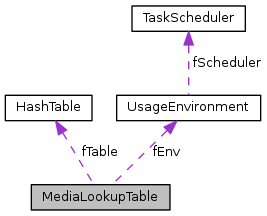 TaskScheduler
fScheduler
HashTable
UsageEnvironment
fTable
fEnv
MediaLookupTable